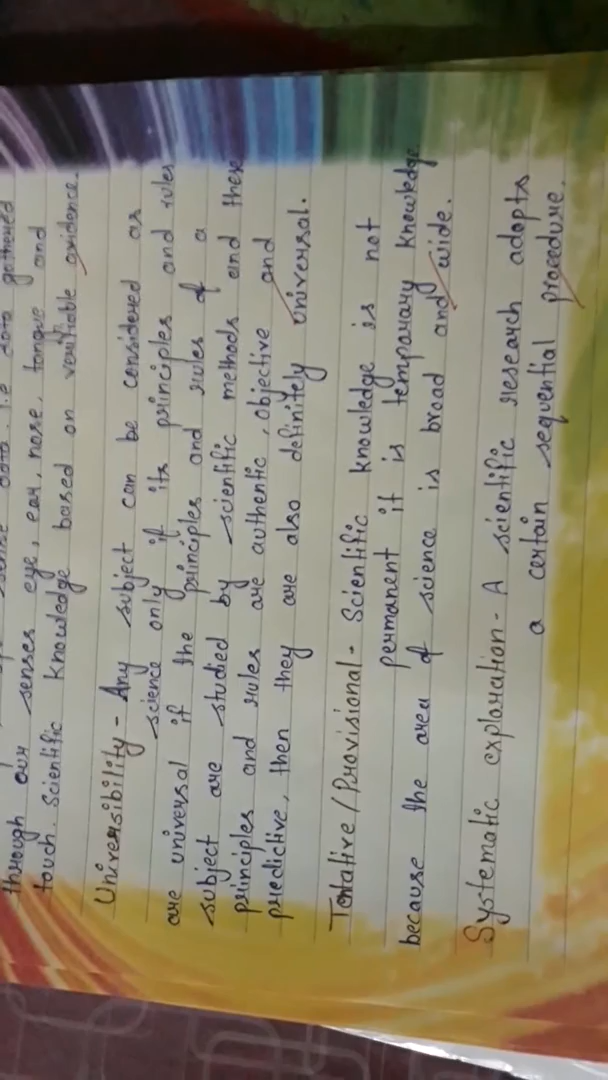 data gathered
through our senses eye, ear, nose, tongue and
touch. Scientific knowledge based on verifiable evidence.
Universibility - Any subject can be considered as
science only if its principles and rules
are universal if the principles and rules of a
subject are studied by scientific methods and these
principles and rules are authentic, objective and
predictive, then they are also definitely universal.
Tentative/Provisional - Scientific knowledge is not
permanent it is temporary knowledge
because the area of science is broad and wide.
Systematic exploration - A scientific research adopts
a certain sequential procedure.